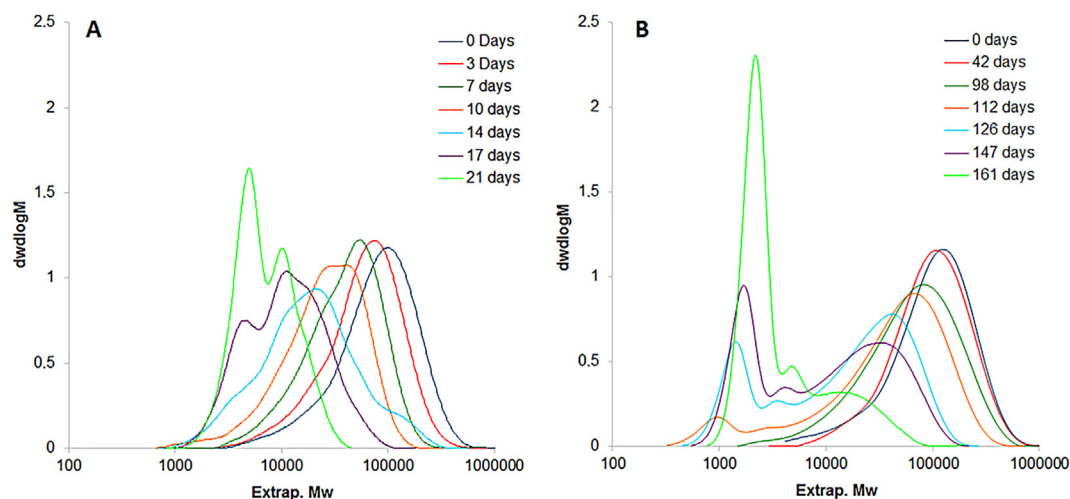 A
2.5
2
1.5
1
0.5
0
dwdlogM
100
1000
10000
100000
1000000
Extrap. Mw
0 Days
3 Days
7 days
10 days
14 days
17 days
21 days
B
2.5
2
1.5
1
0.5
0
dwdlogM
100
1000
10000
100000
1000000
Extrap. Mw
0 days
42 days
98 days
112 days
126 days
147 days
161 days